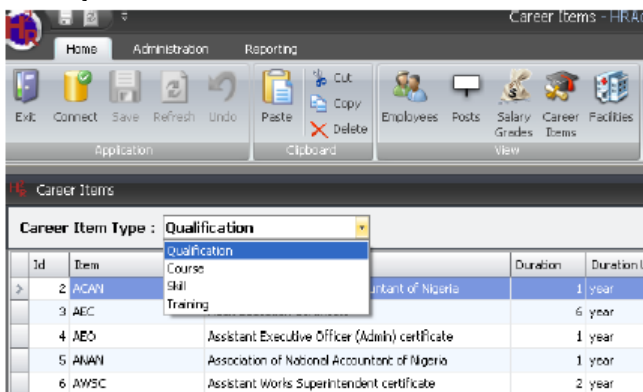 Career Items - HRA
Home Administration Reporting
Exit Connect Save Refresh Undo Paste Cut Copy Delete Employees Posts Salary Grades Career Items Facilities
Application Clipboard View
Career Items
Career Item Type : Qualification
Qualification
Course
Skill
Training
Id Item Duration Duration
2 ACAN untant of Nigeria 1 year
3 AEC 6 year
4 AEO Assistant Executive Officer (Admin) certificate 1 year
5 ANAN Association of National Accountant of Nigeria 1 year
6 AWSC Assistant Works Superintendent certificate 2 year